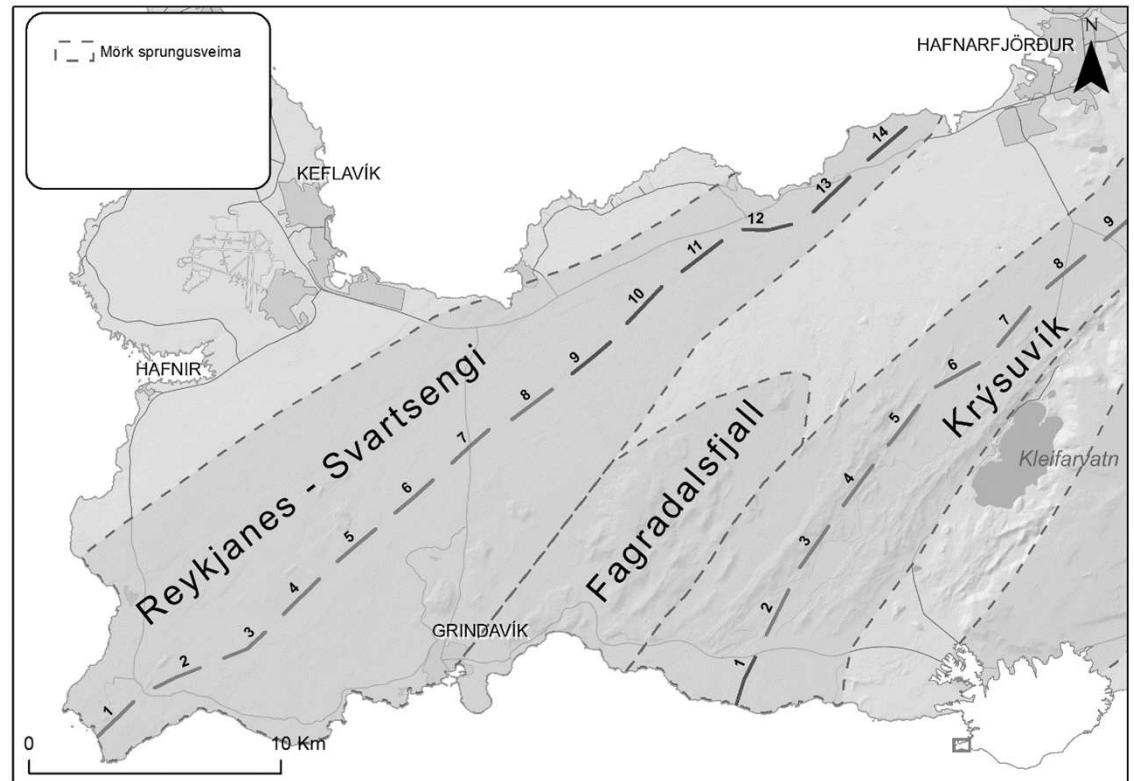 Mörk sprungusveima
HAFNARFJÖRÐUR
N
KEFLAVÍK
HAFNIR
GRINDAVÍK
Reykjanes - Svartsengi
Fagradalsfjall
Krýsuvík
Kleifarvatn
1
2
3
4
5
6
7
8
9
10
11
12
13
14
1
2
3
4
5
6
7
8
9
0
10 Km